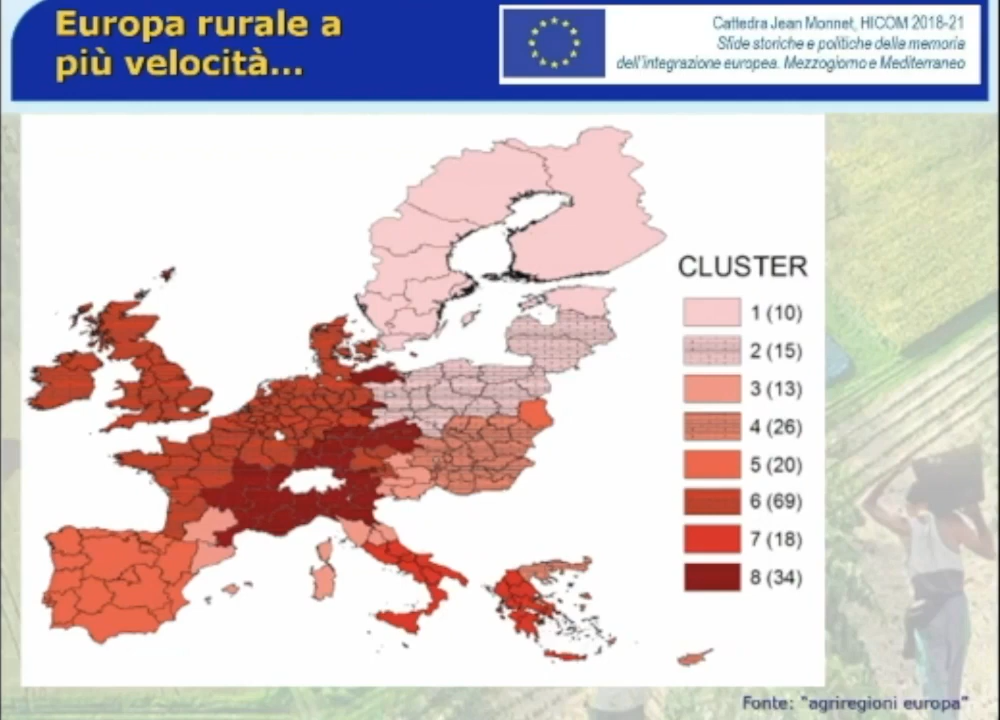 Europa rurale a
più velocità...
Cattedra Jean Monnet, HICOM 2018-21
Sfide storiche e politiche della memoria
dell'integrazione europea. Mezzogiorno e Mediterraneo
CLUSTER
1 (10)
2 (15)
3 (13)
4 (26)
5 (20)
6 (69)
7 (18)
8 (34)
Fonte: "agriregioni europa"